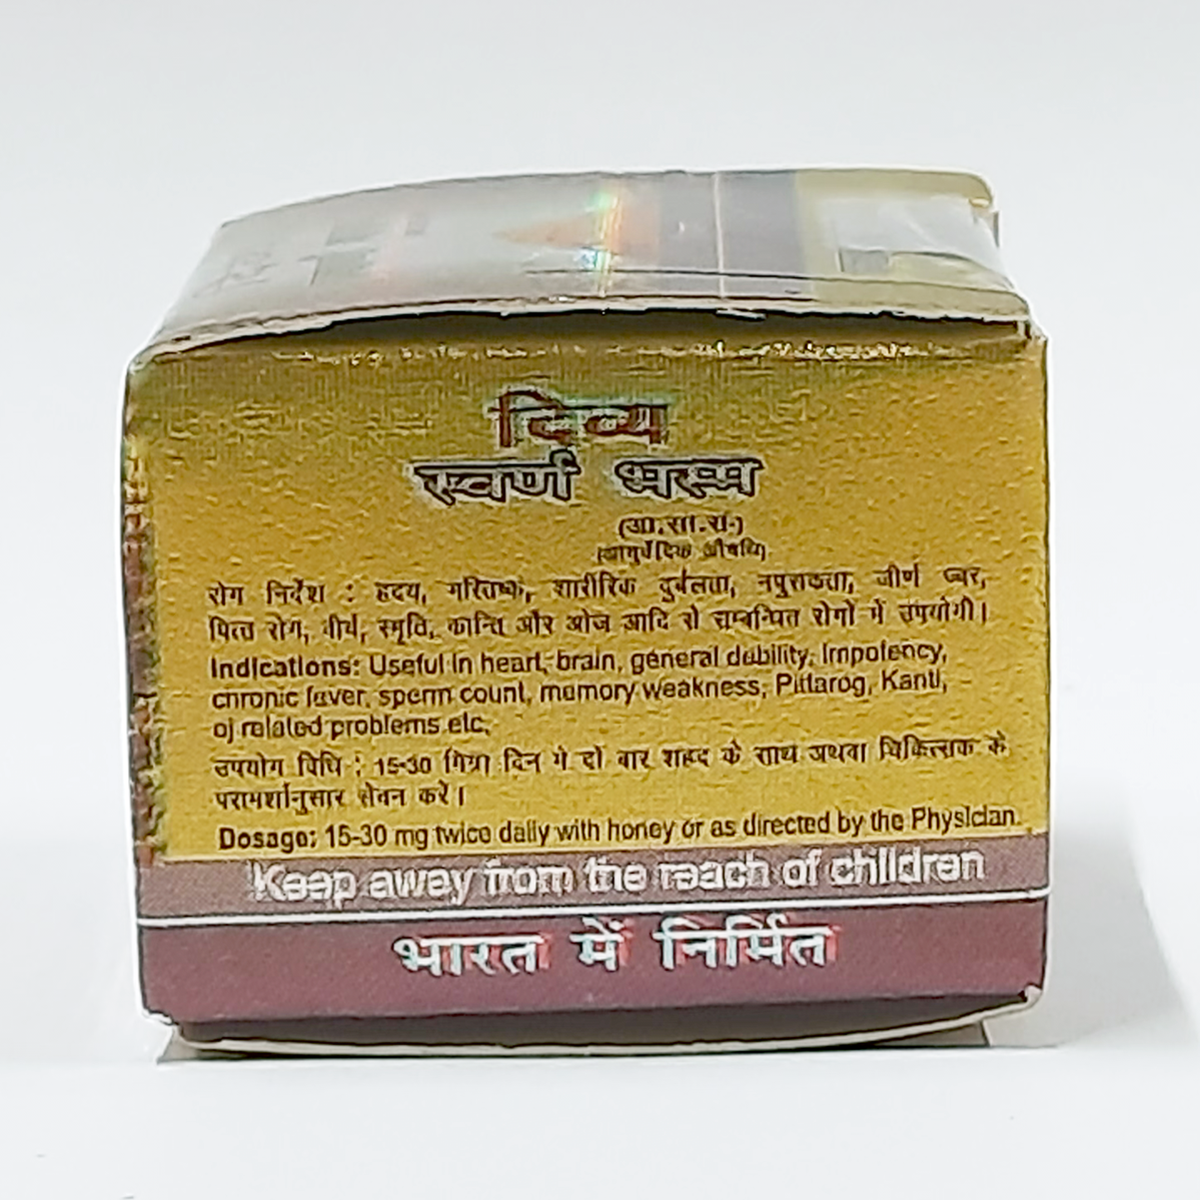 दिव्य
स्वर्ण भस्म
(आ.सा.सं.)
(आयुर्वेदिक औषधि)
रोग निर्देश : हृदय, मस्तिष्क, शारीरिक दुर्बलता, नपुंसकता, जीर्ण ज्वर,
पित्त रोग, वीर्य, स्मृति, कान्ति और ओज आदि से सम्बन्धित रोगों में उपयोगी।
Indications: Useful in heart, brain, general debility, Impotency,
chronic fever, sperm count, memory weakness, Pittarog, Kanti,
oj related problems etc.
उपयोग विधि : 15-30 मिग्रा दिन में दो बार शहद के साथ अथवा चिकित्सक के
परामर्शानुसार सेवन करें।
Dosage: 15-30 mg twice daily with honey or as directed by the Physician.
Keep away from the reach of children
भारत में निर्मित